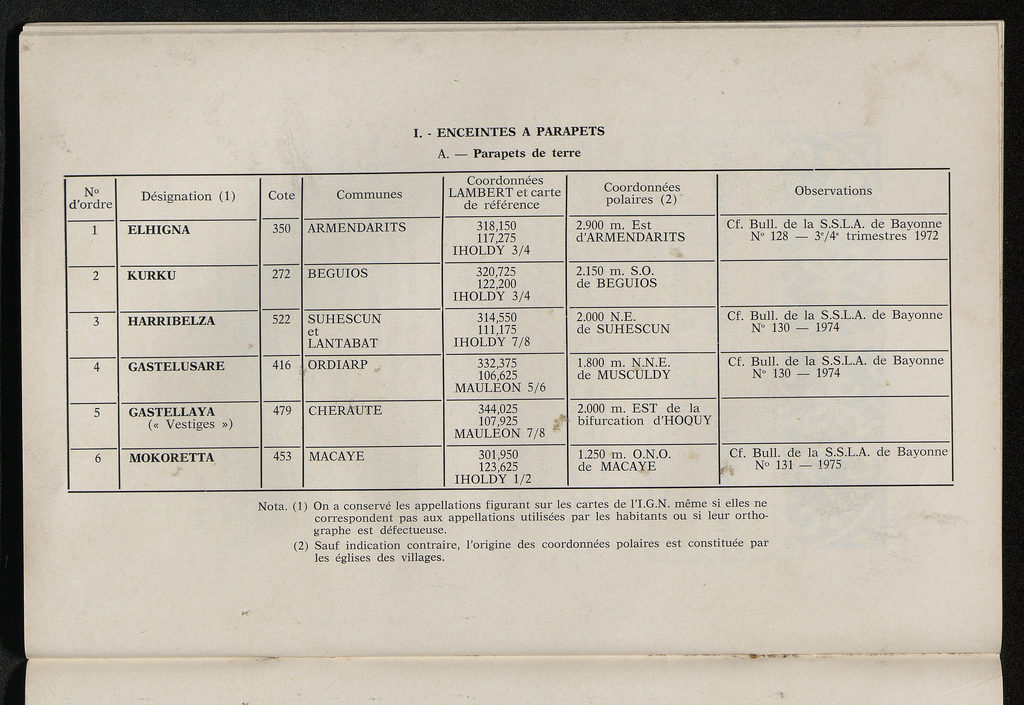 I. - ENCEINTES A PARAPETS
A. — Parapets de terre
N° d'ordre | Désignation (1) | Cote | Communes | Coordonnées LAMBERT et carte de référence | Coordonnées polaires (2) | Observations
1 | ELHIGNA | 350 | ARMENDARITS | 318,150 117,275 IHOLDY 3/4 | 2.900 m. Est d'ARMENDARITS | Cf. Bull. de la S.S.L.A. de Bayonne N° 128 — 3e/4e trimestres 1972
2 | KURKU | 272 | BEGUIOS | 320,725 122,200 IHOLDY 3/4 | 2.150 m. S.O. de BEGUIOS |
3 | HARRIBELZA | 522 | SUHESCUN et LANTABAT | 314,550 111,175 IHOLDY 7/8 | 2.000 N.E. de SUHESCUN | Cf. Bull. de la S.S.L.A. de Bayonne N° 130 — 1974
4 | GASTELUSARE | 416 | ORDIARP | 332,375 106,625 MAULEON 5/6 | 1.800 m. N.N.E. de MUSCULDY | Cf. Bull. de la S.S.L.A. de Bayonne N° 130 — 1974
5 | GASTELLAYA (« Vestiges ») | 479 | CHERAUTE | 344,025 107,925 MAULEON 7/8 | 2.000 m. EST de la bifurcation d'HOQUY |
6 | MOKORETTA | 453 | MACAYE | 301,950 123,625 IHOLDY 1/2 | 1.250 m. O.N.O. de MACAYE | Cf. Bull. de la S.S.L.A. de Bayonne N° 131 — 1975
Nota. (1) On a conservé les appellations figurant sur les cartes de l'I.G.N. même si elles ne
correspondent pas aux appellations utilisées par les habitants ou si leur ortho-
graphe est défectueuse.
(2) Sauf indication contraire, l'origine des coordonnées polaires est constituée par
les églises des villages.